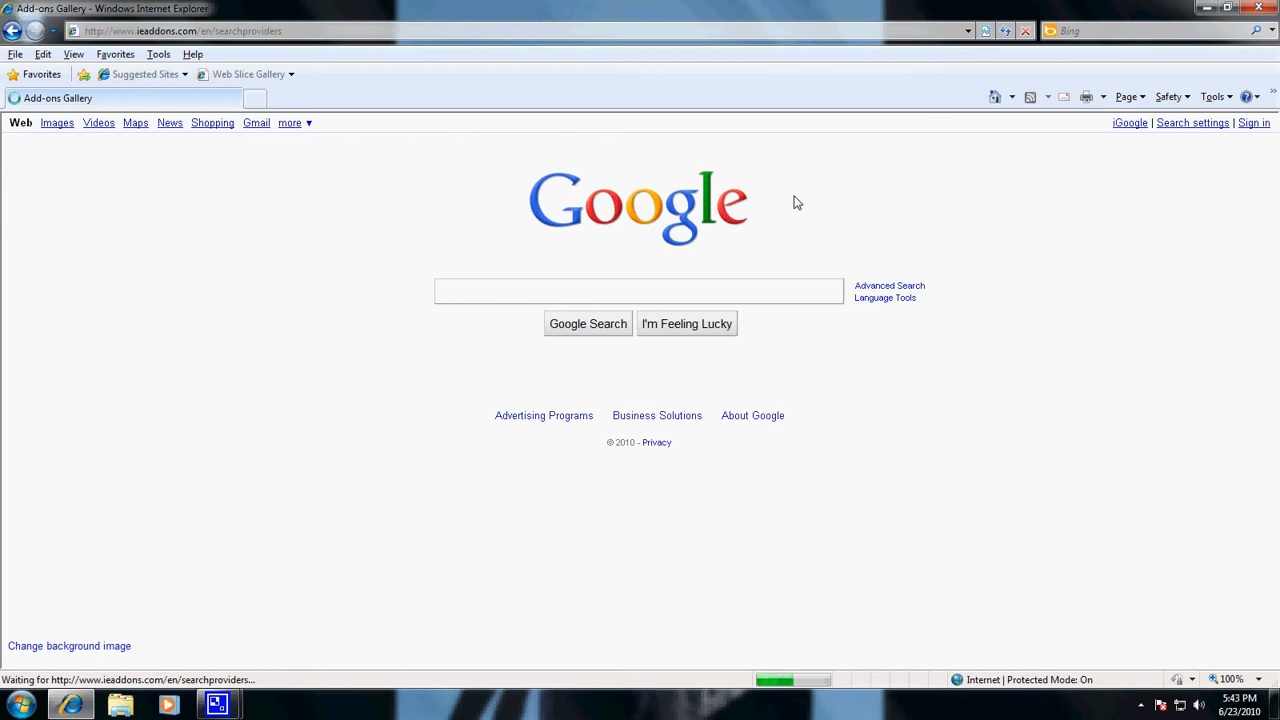 Add-ons Gallery - Windows Internet Explorer
http://www.ieaddons.com/en/searchproviders
Bing
File Edit View Favorites Tools Help
Favorites Suggested Sites Web Slice Gallery
Add-ons Gallery
Page Safety Tools
Web Images Videos Maps News Shopping Gmail more ▼
iGoogle | Search settings | Sign in
Google
Advanced Search
Language Tools
Google Search I'm Feeling Lucky
Advertising Programs Business Solutions About Google
© 2010 - Privacy
Change background image
Waiting for http://www.ieaddons.com/en/searchproviders...
Internet | Protected Mode: On
100%
5:43 PM
6/23/2010